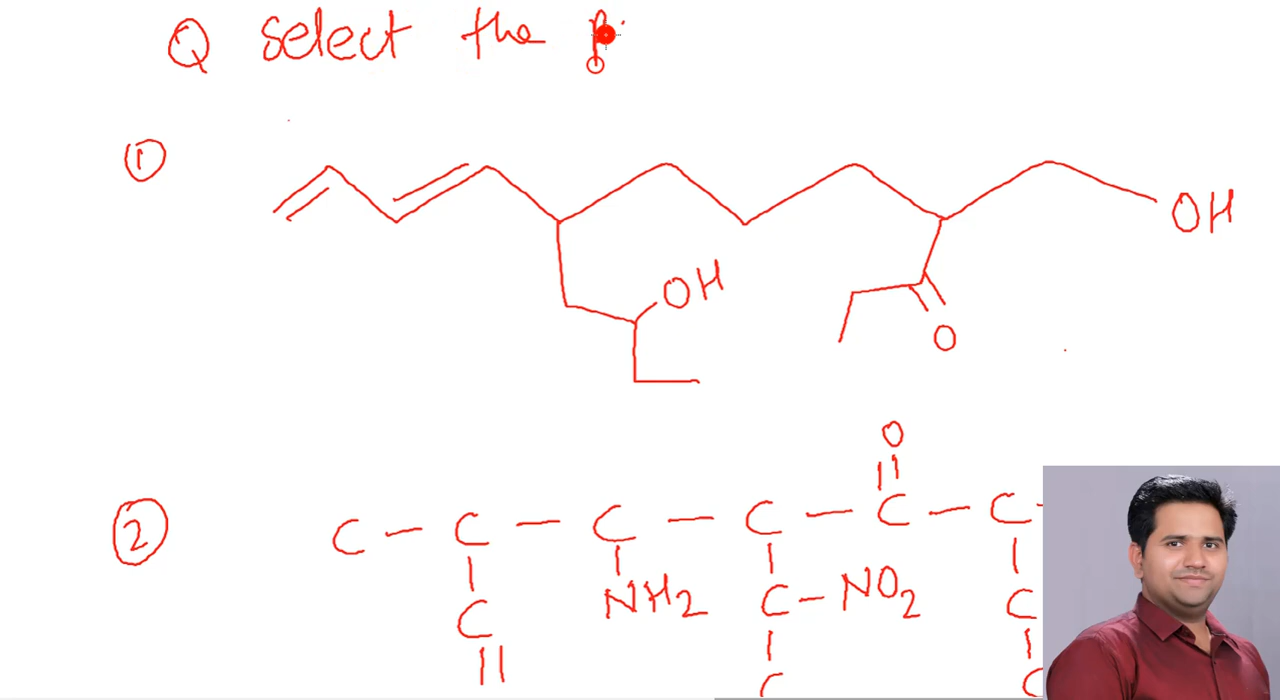 Q select the
①
OH
OH
O
②
O
C - C - C - C - C - C -
NH2
C
C - NO2
C
C
C